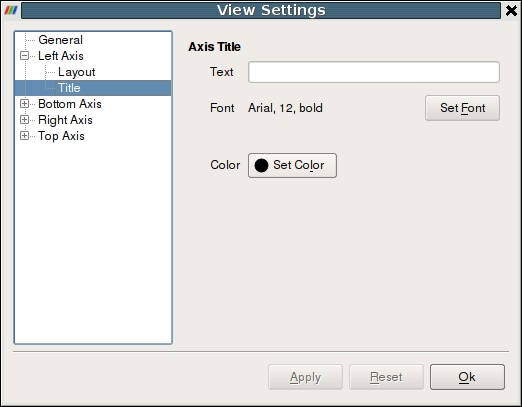 View Settings
General
Left Axis
Layout
Title
Bottom Axis
Right Axis
Top Axis
Axis Title
Text
Font Arial, 12, bold Set Font
Color Set Color
Apply Reset Ok